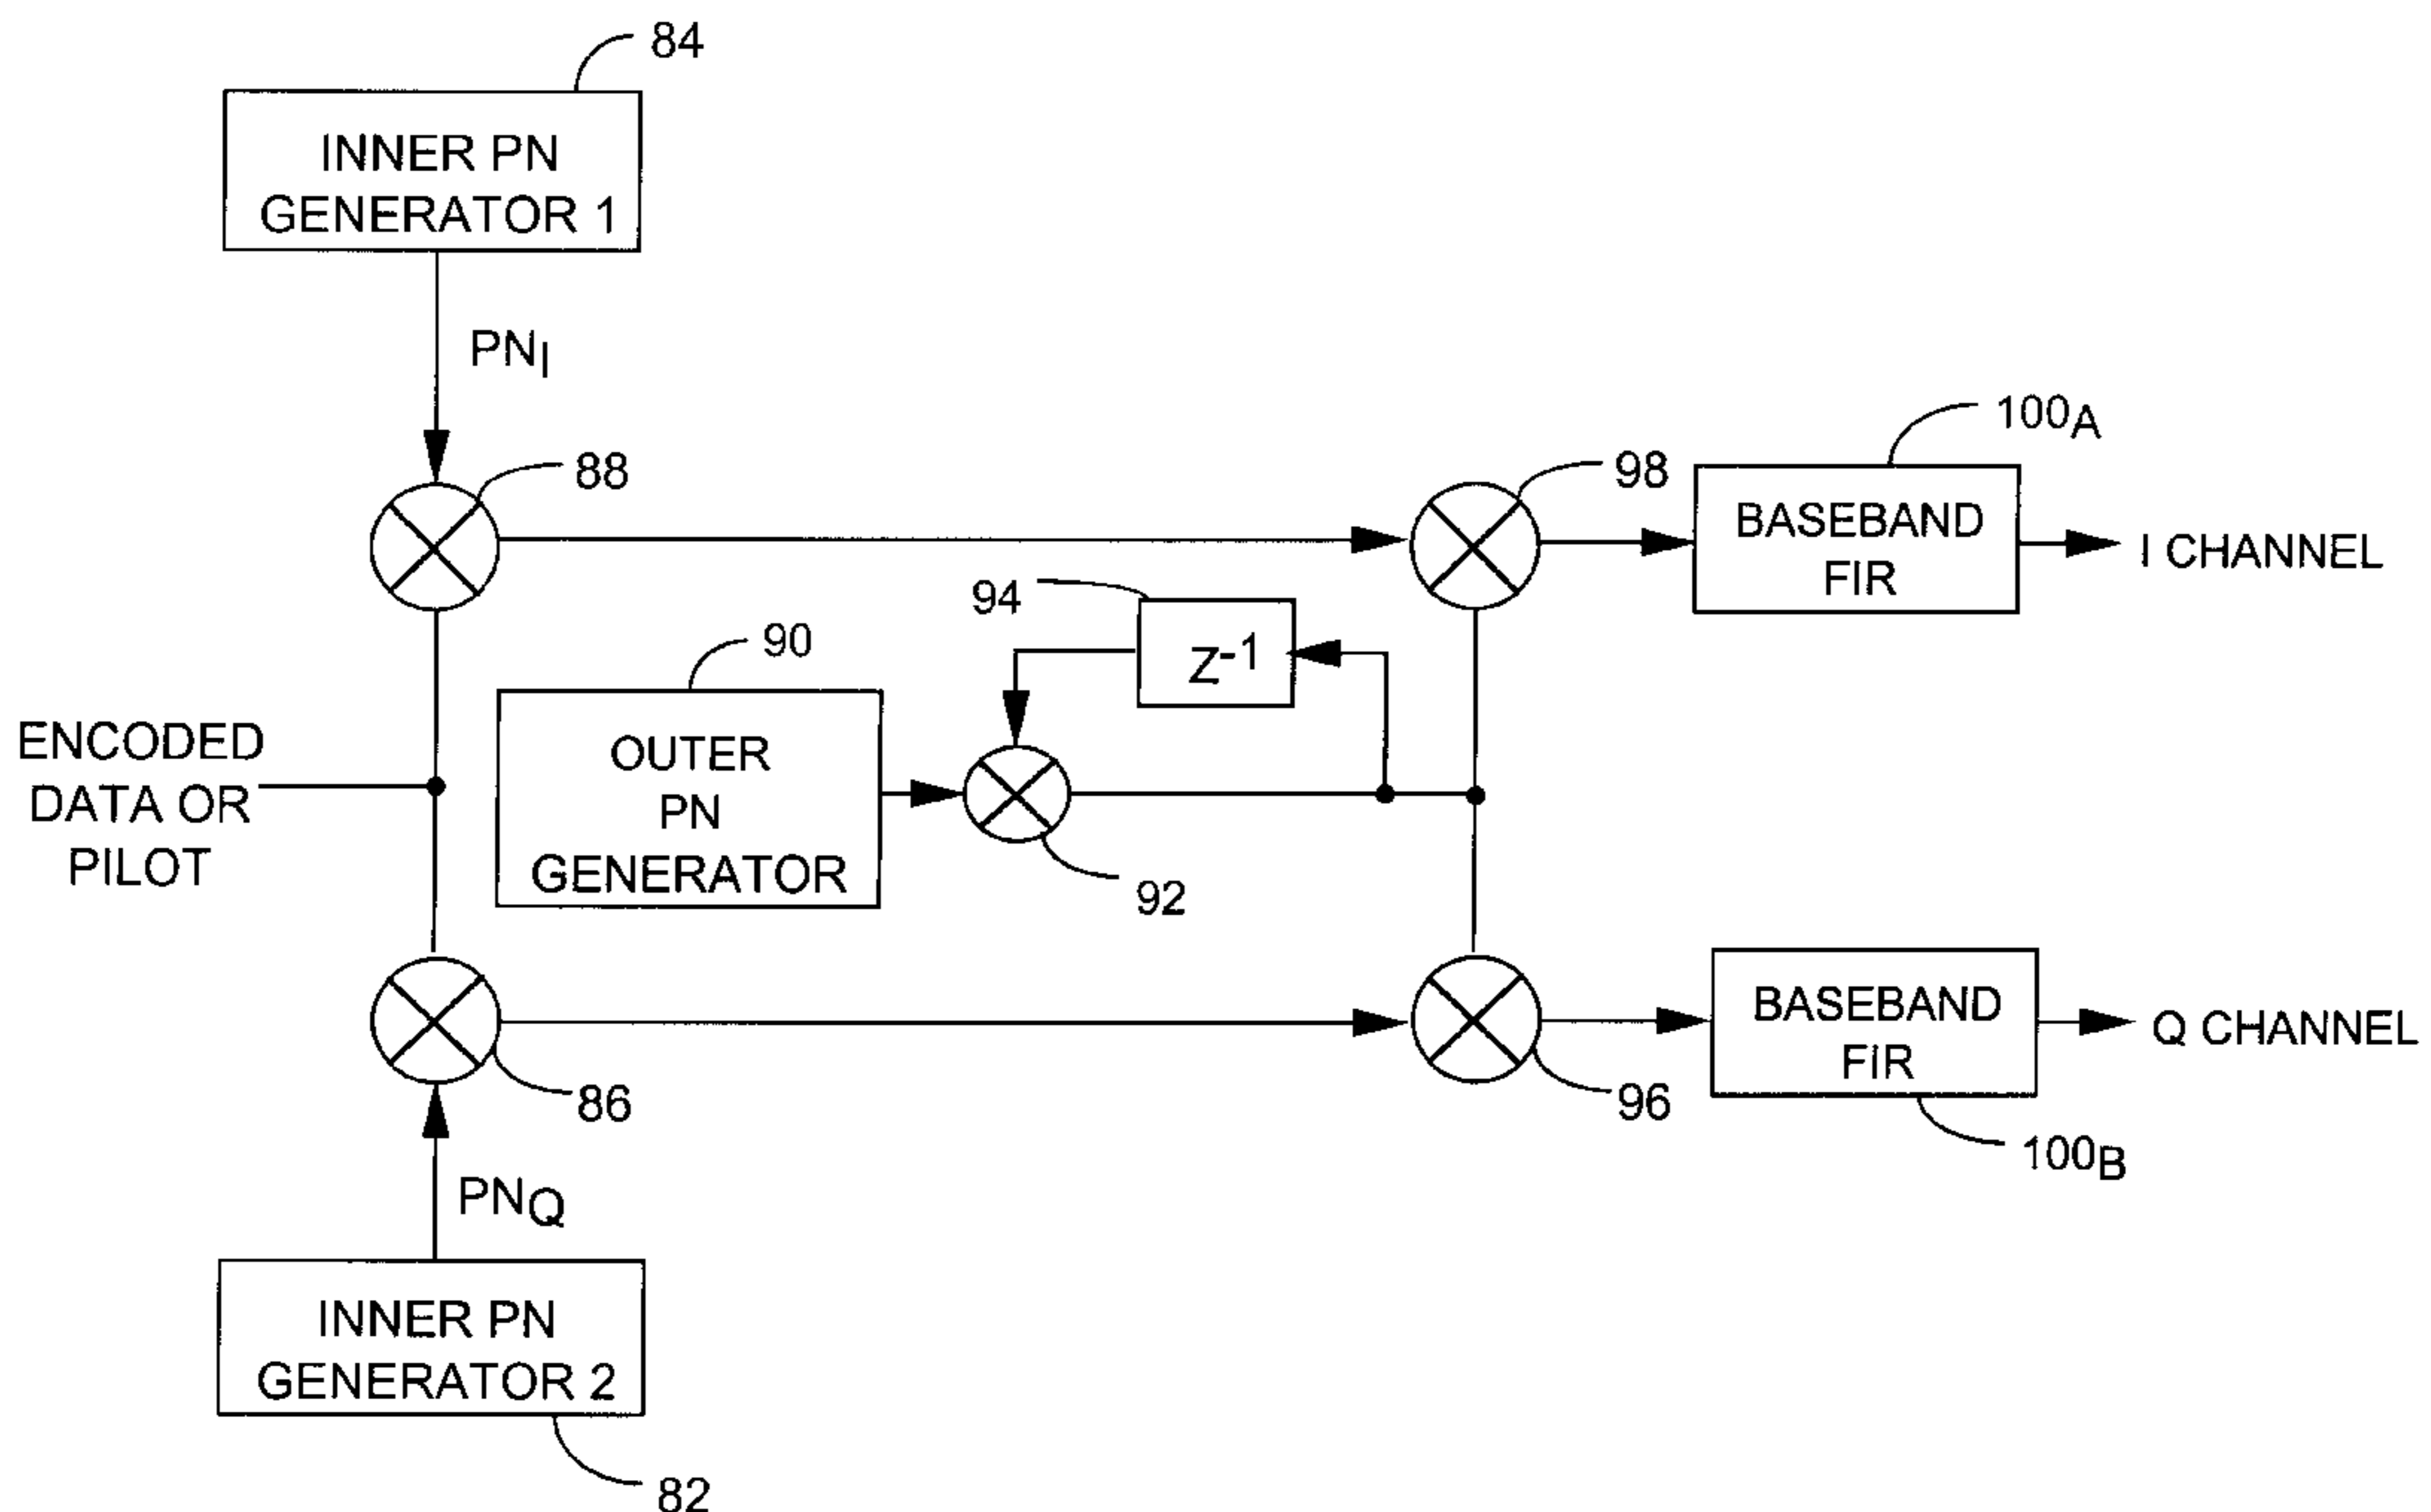 84
INNER PN
GENERATOR 1
PNI
88
98
100A
BASEBAND
FIR
I CHANNEL
94
Z-1
90
OUTER
PN
GENERATOR
92
ENCODED
DATA OR
PILOT
86
96
BASEBAND
FIR
Q CHANNEL
100B
PNQ
INNER PN
GENERATOR 2
82